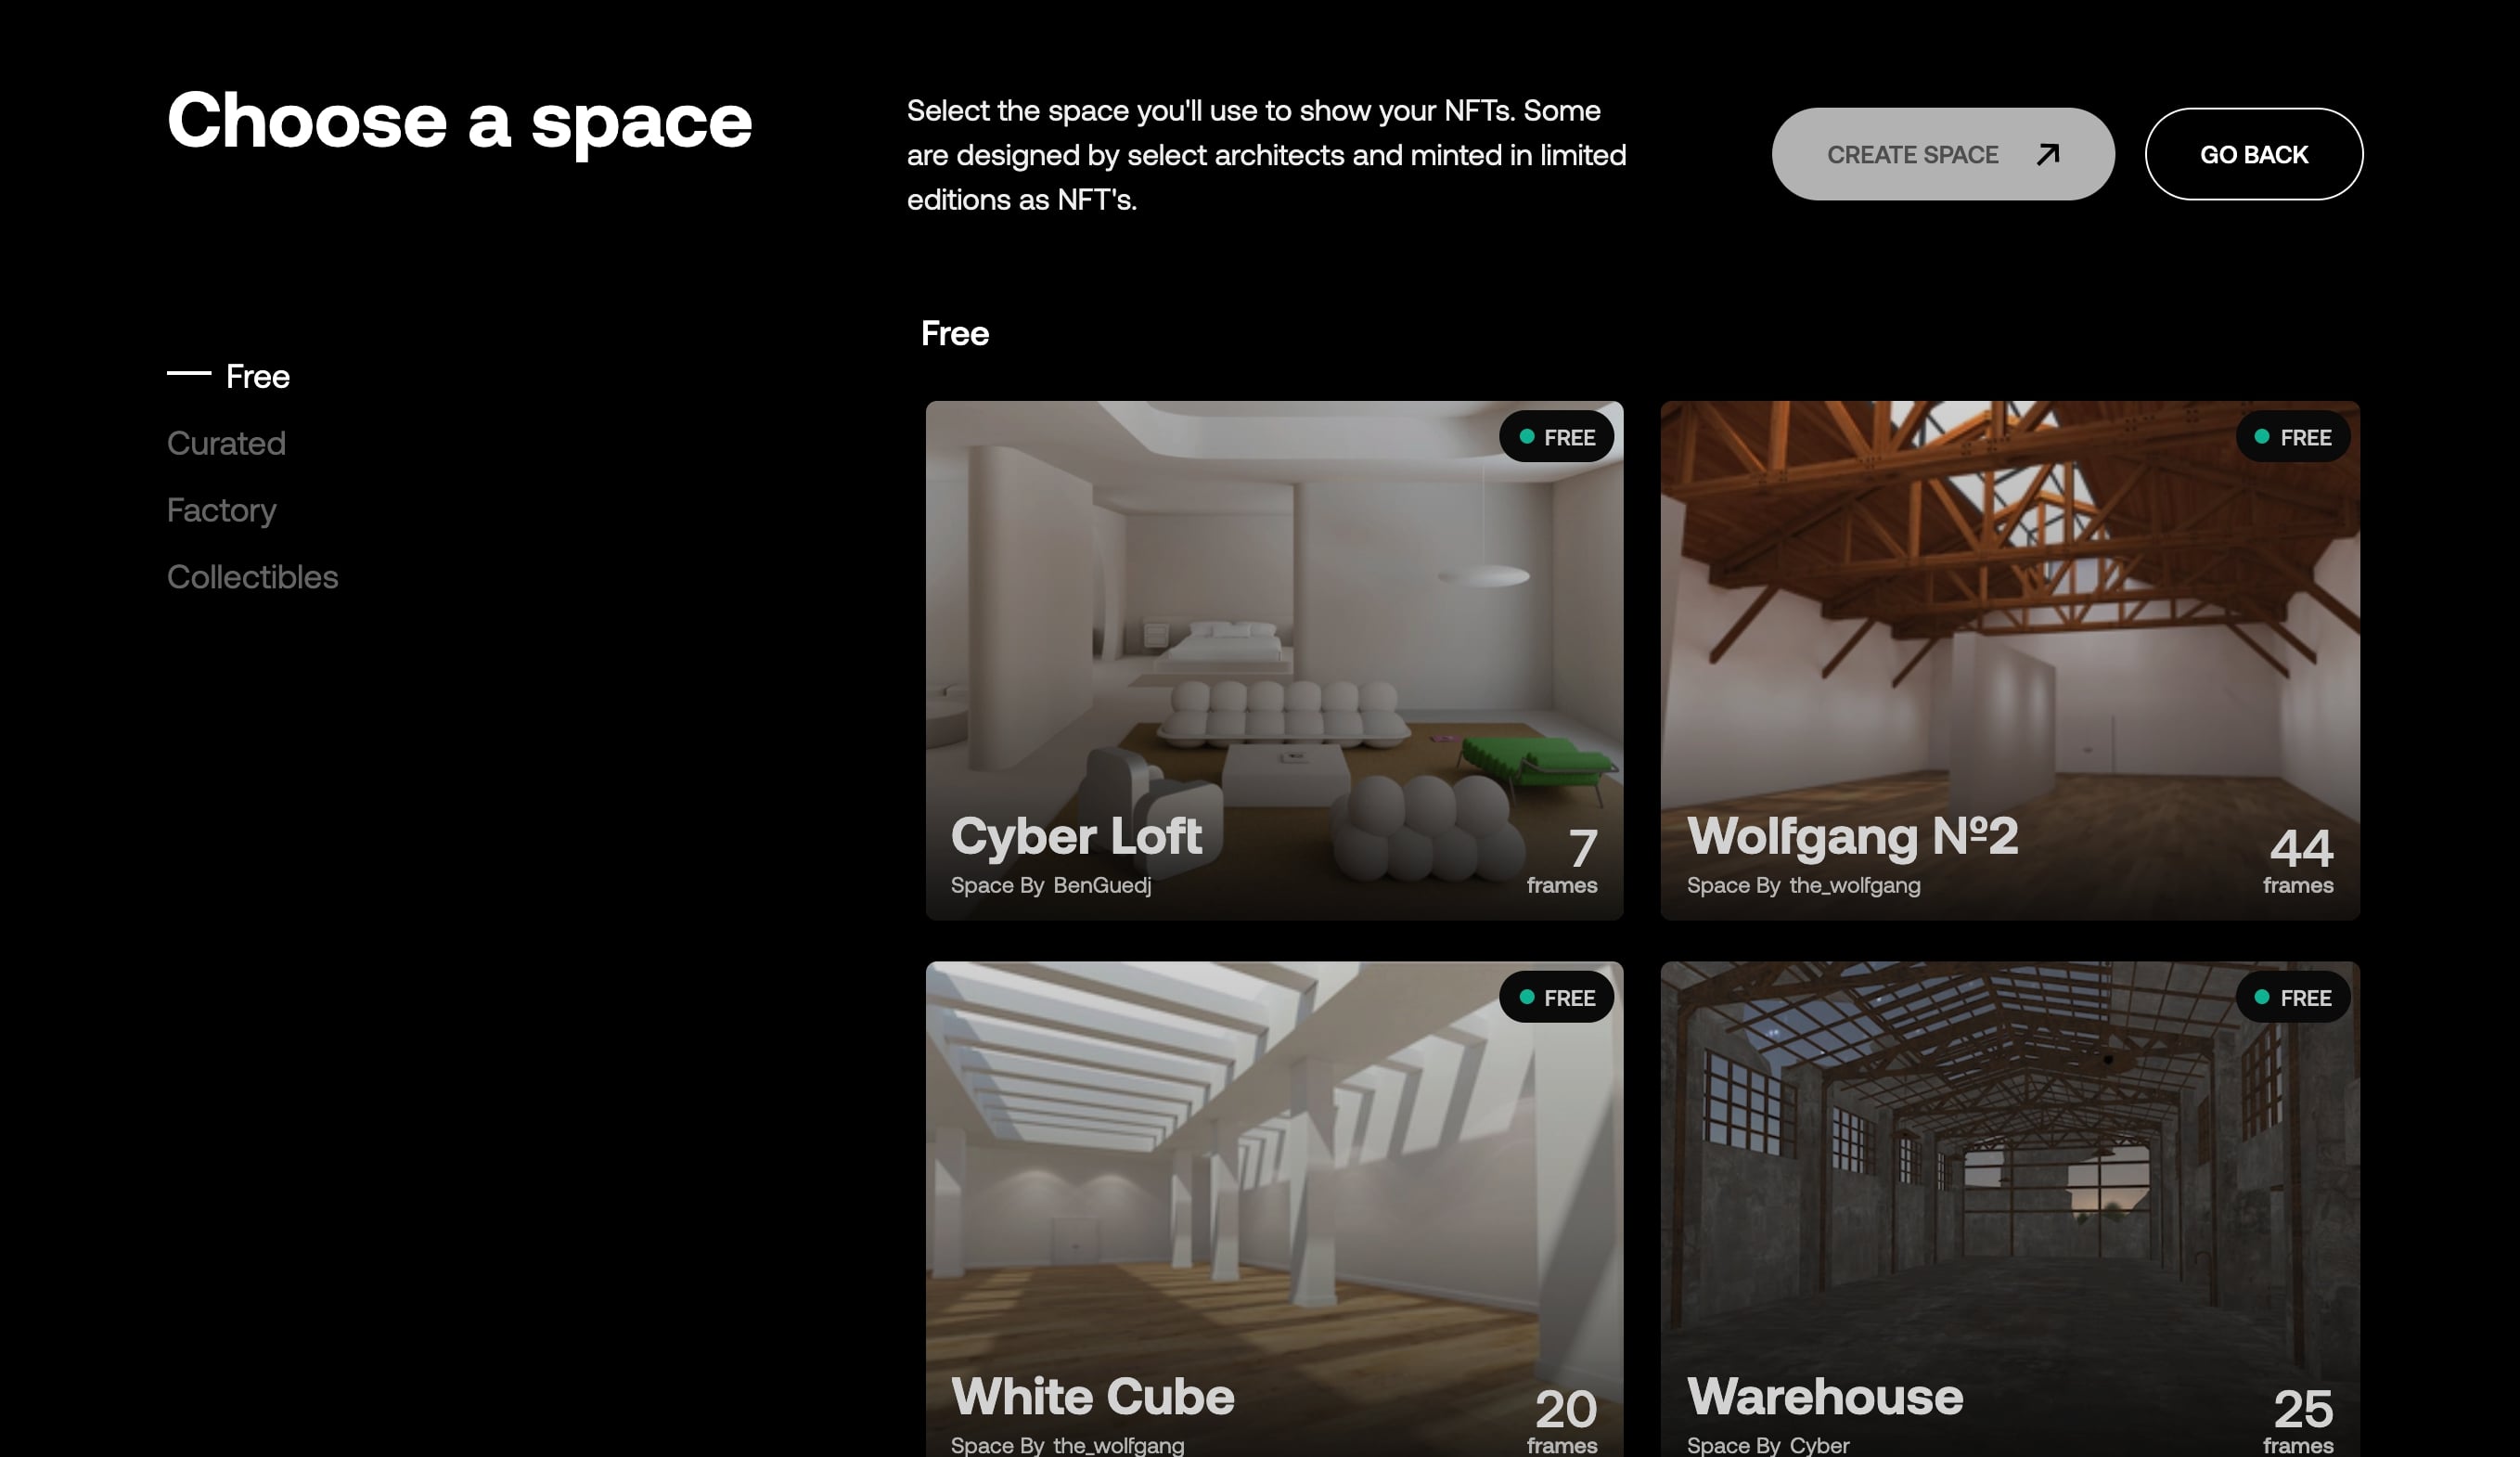 Choose a space
Select the space you'll use to show your NFTs. Some
are designed by select architects and minted in limited
editions as NFT's.
CREATE SPACE
GO BACK
Free
Curated
Factory
Collectibles
Free
FREE
Cyber Loft
Space By BenGuedj
7
frames
FREE
Wolfgang Nº2
Space By the_wolfgang
44
frames
FREE
White Cube
Space By the_wolfgang
20
frames
FREE
Warehouse
Space By Cyber
25
frames